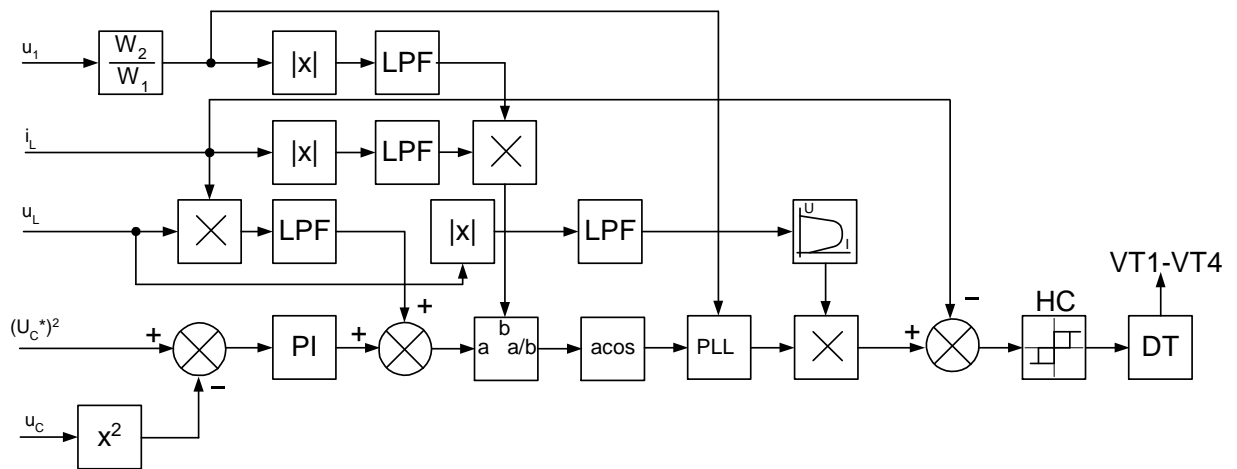 u1
W2
W1
|x|
LPF
iL
|x|
LPF
uL
LPF
|x|
LPF
U
I
VT1-VT4
(UC*)2
+
−
PI
+
+
a
b
a/b
acos
PLL
+
−
HC
DT
uC
x2